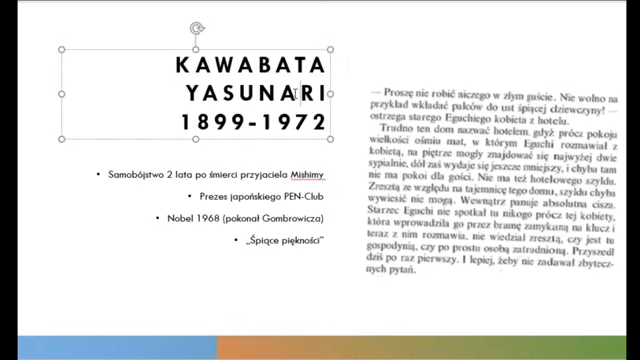 KAWABATA
YASUNARI
1899-1972
• Samobójstwo 2 lata po śmierci przyjaciela Mishimy
• Prezes japońskiego PEN-Club
• Nobel 1968 (pokonał Gombrowicza)
• „Śpiące piękności”
— Proszę nie robić niczego w złym guście. Nie wolno na
przykład wkładać palców do ust śpiącej dziewczyny! —
ostrzega starego Eguchiego kobieta z hotelu.
Trudno ten dom nazwać hotelem, gdyż prócz pokoju
wielkości ośmiu mat, w którym Eguchi rozmawiał z
kobietą, na piętrze mogły znajdować się najwyżej dwie
sypialnie, dół zaś wydaje się jeszcze mniejszy, i chyba tam
nie ma pokoi dla gości. Nie ma też hotelowego szyldu.
Zresztą ze względu na tajemnicę tego domu, szyldu chyba
wywiesić nie mogą. Wewnątrz panuje absolutna cisza.
Starzec Eguchi nie spotkał tu nikogo prócz tej kobiety,
która wprowadziła go przez bramę zamykaną na klucz i
teraz z nim rozmawia, nie wiedział zresztą, czy jest tu
gospodynią, czy po prostu osobą zatrudnioną. Przyszedł
dziś po raz pierwszy. I lepiej, żeby nie zadawał zbytecz-
nych pytań.